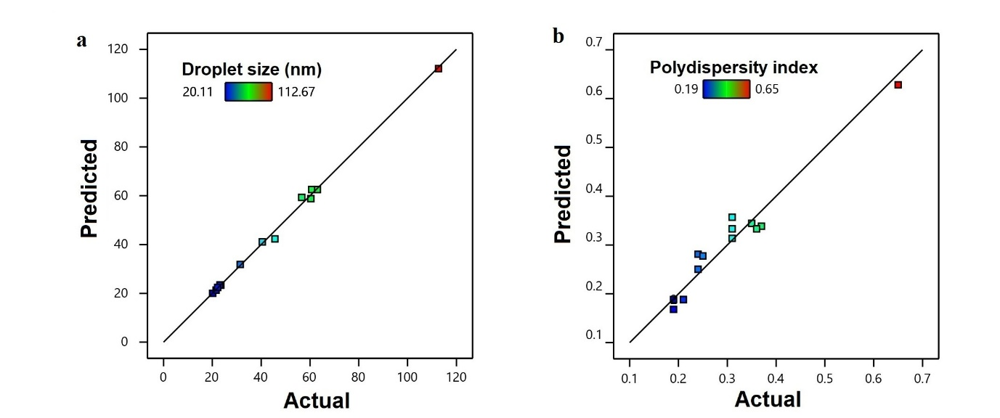 a
Droplet size (nm)
20.11 112.67
Predicted
120
100
80
60
40
20
0
0 20 40 60 80 100 120
Actual
b
Polydispersity index
0.19 0.65
Predicted
0.7
0.6
0.5
0.4
0.3
0.2
0.1
0.1 0.2 0.3 0.4 0.5 0.6 0.7
Actual